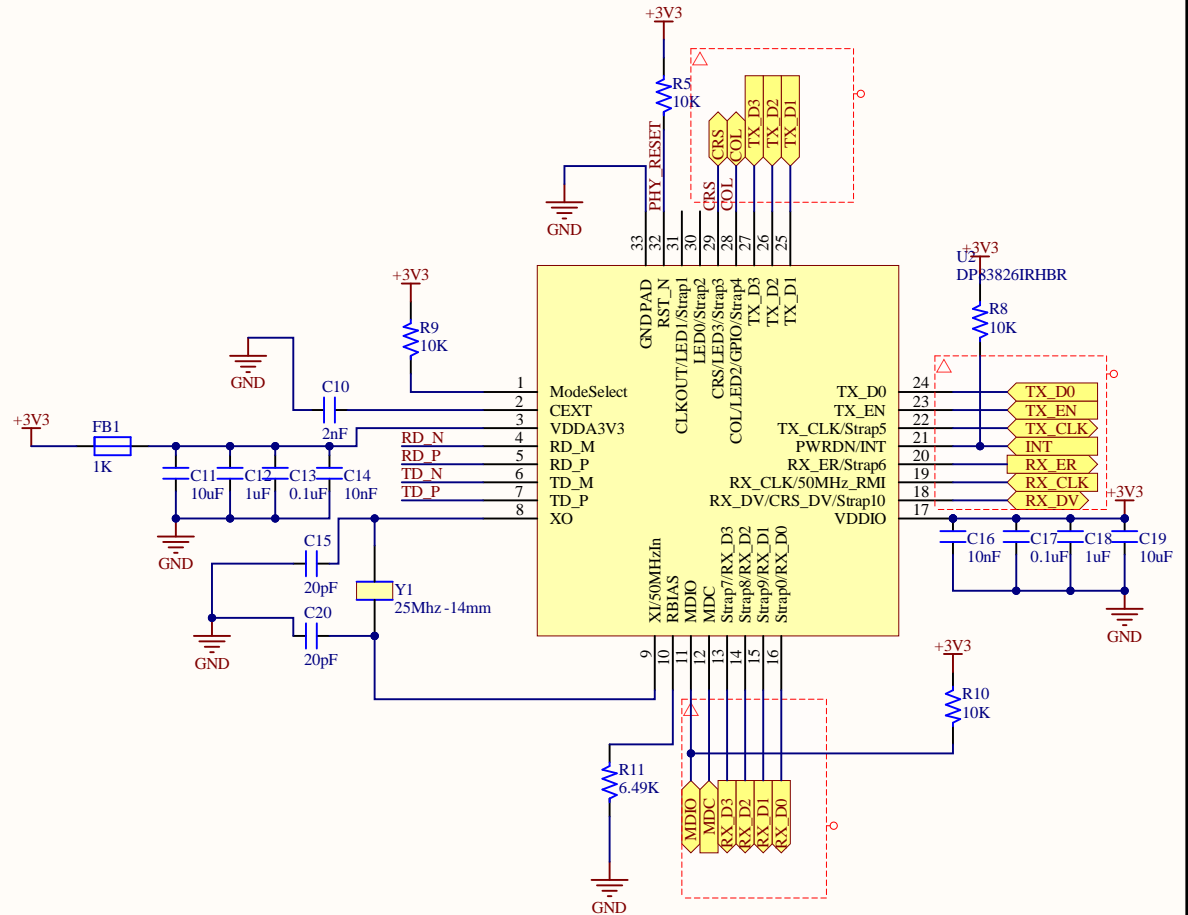 +3V3
R5
10K
PHY_RESET
CRS
COL
TX_D3
TX_D2
TX_D1
CRS
COL
GND
33
32
31
30
29
28
27
26
25
+3V3
U2
DP83826IRHBR
R8
10K
+3V3
R9
10K
GND
C10
2nF
+3V3
FB1
1K
C11
10uF
C12
1uF
C13
0.1uF
C14
10nF
GND
RD_N
RD_P
TD_N
TD_P
1
2
3
4
5
6
7
8
ModeSelect
CEXT
VDDA3V3
RD_M
RD_P
TD_M
TD_P
XO
GNDPAD
RST_N
CLKOUT/LED1/Strap1
LED0/Strap2
CRS/LED3/Strap3
COL/LED2/GPIO/Strap4
TX_D3
TX_D2
TX_D1
TX_D0
TX_EN
TX_CLK/Strap5
PWRDN/INT
RX_ER/Strap6
RX_CLK/50MHz_RMI
RX_DV/CRS_DV/Strap10
VDDIO
24
23
22
21
20
19
18
17
TX_D0
TX_EN
TX_CLK
INT
RX_ER
RX_CLK
RX_DV
+3V3
C16
10nF
C17
0.1uF
C18
1uF
C19
10uF
GND
C15
20pF
Y1
25Mhz-14mm
C20
20pF
GND
XI/50MHzIn
RBIAS
MDIO
MDC
Strap7/RX_D3
Strap8/RX_D2
Strap9/RX_D1
Strap0/RX_D0
9
10
11
12
13
14
15
16
+3V3
R10
10K
R11
6.49K
GND
MDIO
MDC
RX_D3
RX_D2
RX_D1
RX_D0